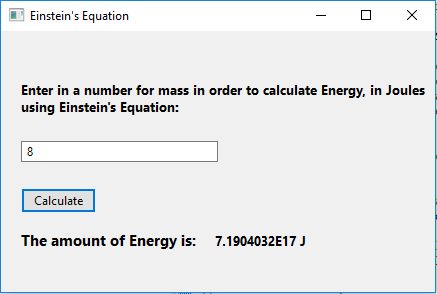 Einstein's Equation
Enter in a number for mass in order to calculate Energy, in Joules
using Einstein's Equation:
8
Calculate
The amount of Energy is: 7.1904032E17 J